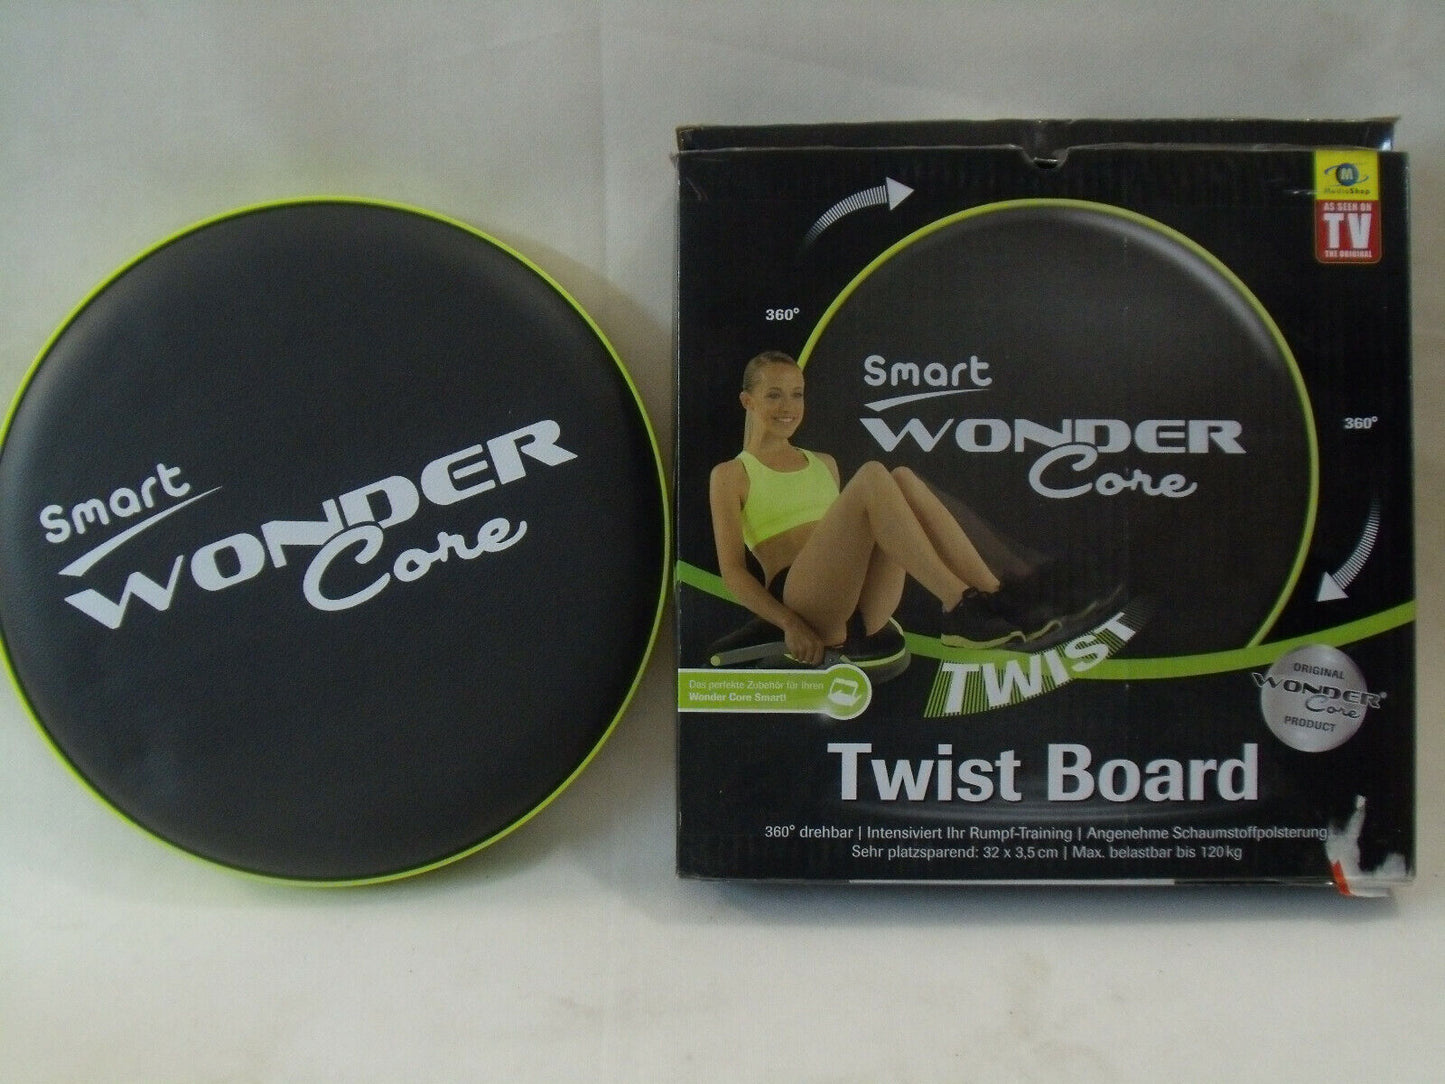 Smart
WONDER
Core
M
MediaShop
AS SEEN ON
TV
THE ORIGINAL
360°
360°
Smart
WONDER
Core
TWIST
Das perfekte Zubehör für Ihren
Wonder Core Smart!
ORIGINAL
WONDER®
Core
PRODUCT
Twist Board
360° drehbar | Intensiviert Ihr Rumpf-Training | Angenehme Schaumstoffpolsterung
Sehr platzsparend: 32 x 3,5 cm | Max. belastbar bis 120 kg